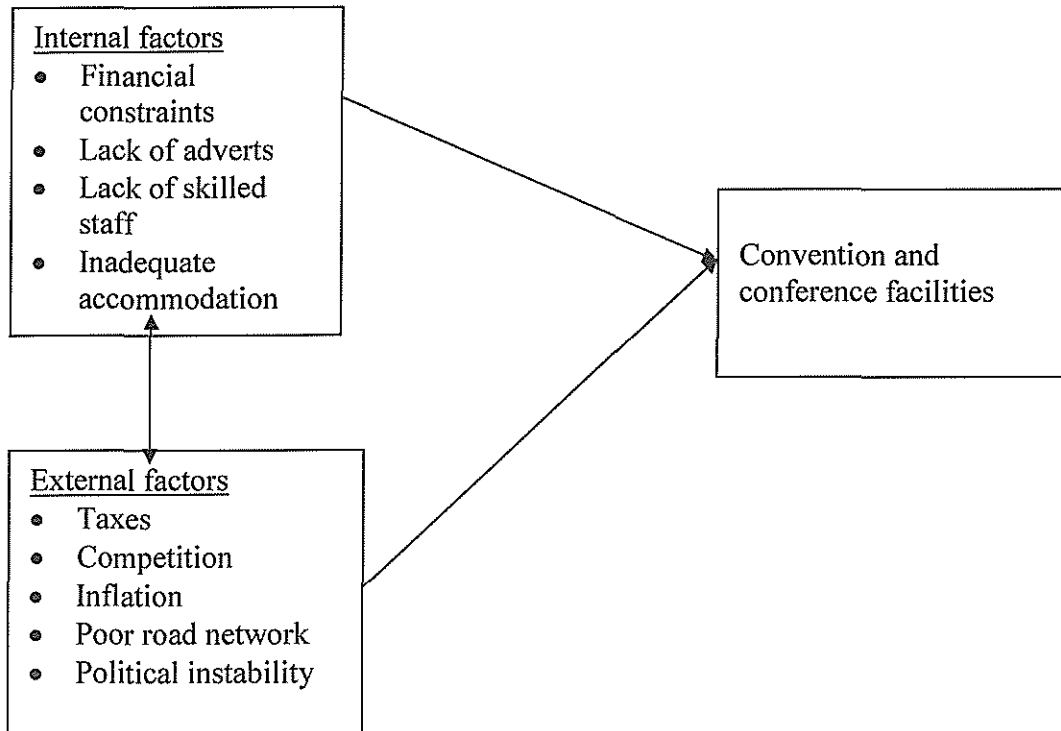 Internal factors
• Financial
constraints
• Lack of adverts
• Lack of skilled
staff
• Inadequate
accommodation
Convention and
conference facilities
External factors
• Taxes
• Competition
• Inflation
• Poor road network
• Political instability